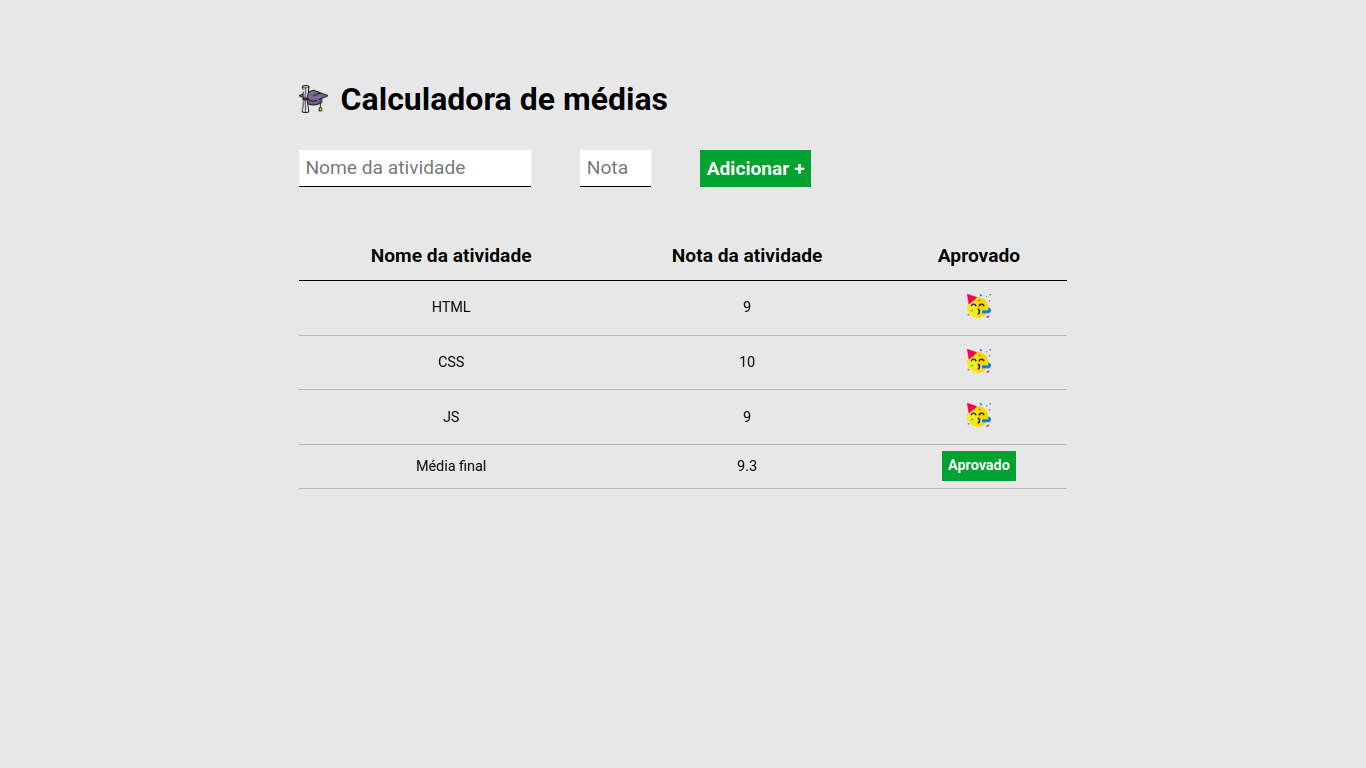 Calculadora de médias
Nome da atividade Nota Adicionar +
Nome da atividade Nota da atividade Aprovado
HTML 9
CSS 10
JS 9
Média final 9.3 Aprovado